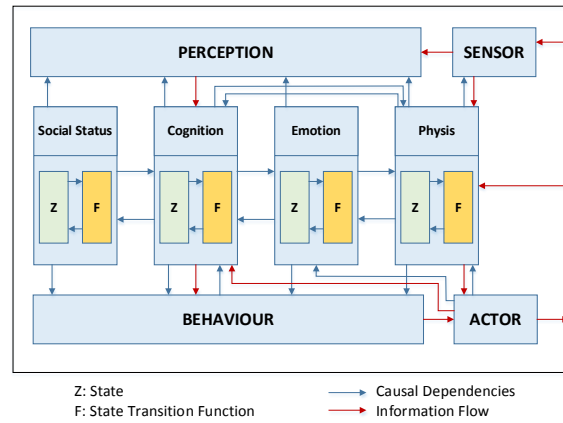 PERCEPTION
SENSOR
Social Status
Cognition
Emotion
Physis
Z
F
Z
F
Z
F
Z
F
BEHAVIOUR
ACTOR
Z: State
Causal Dependencies
F: State Transition Function
Information Flow